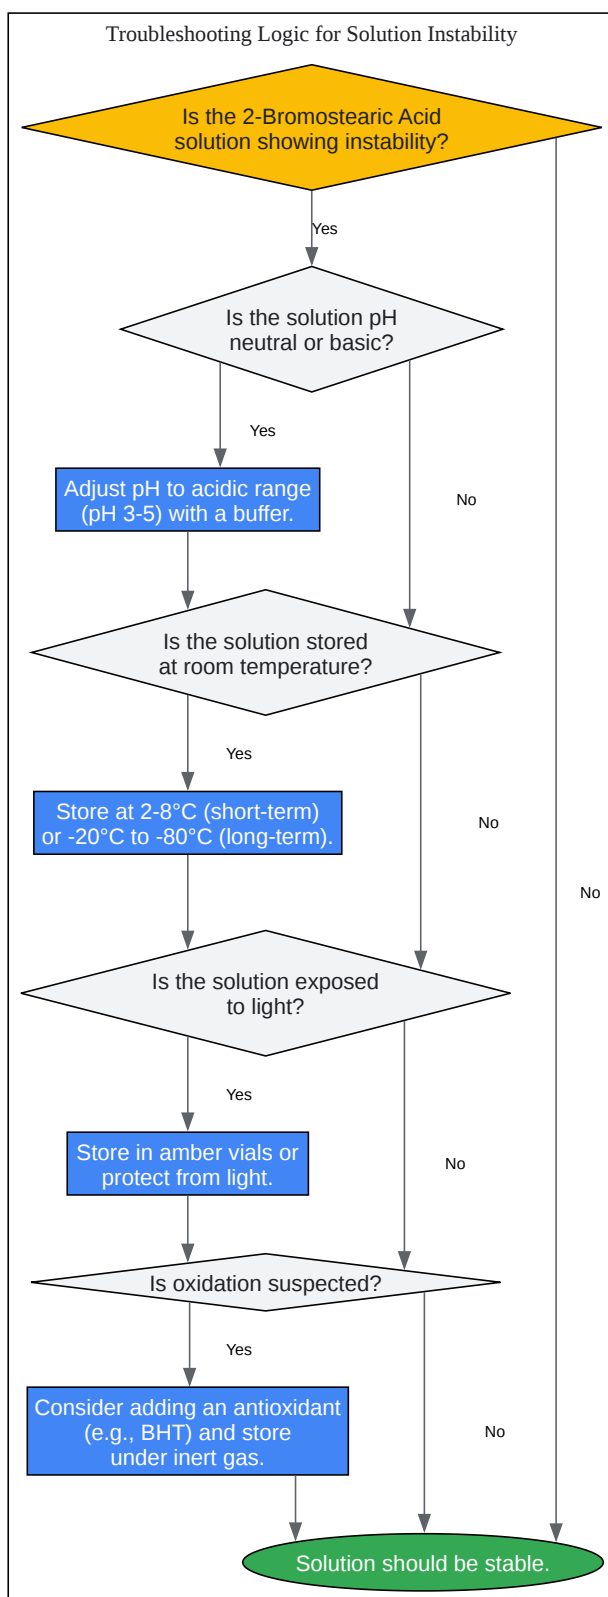 Troubleshooting Logic for Solution Instability
Is the 2-Bromostearic Acid
solution showing instability?
Yes
Is the solution pH
neutral or basic?
Yes
Adjust pH to acidic range
(pH 3-5) with a buffer.
No
Is the solution stored
at room temperature?
Yes
Store at 2-8°C (short-term)
or -20°C to -80°C (long-term).
No
No
Is the solution exposed
to light?
Yes
Store in amber vials or
protect from light.
No
Is oxidation suspected?
Yes
Consider adding an antioxidant
(e.g., BHT) and store
under inert gas.
No
Solution should be stable.